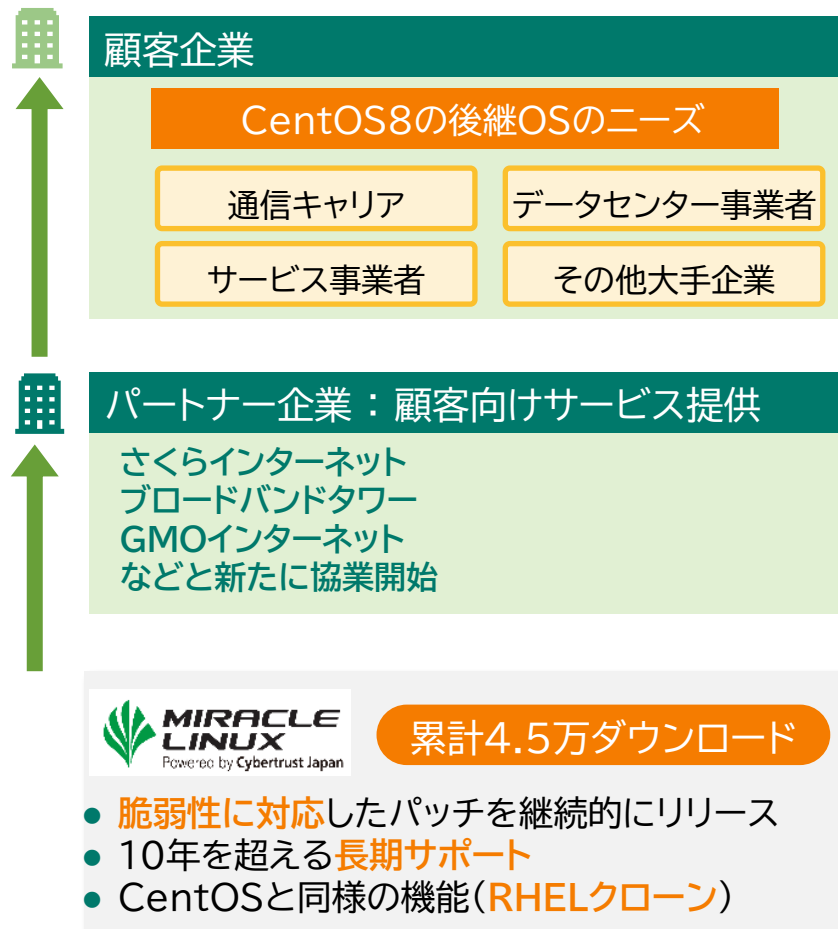 顧客企業
CentOS8の後継OSのニーズ
通信キャリア
データセンター事業者
サービス事業者
その他大手企業
パートナー企業：顧客向けサービス提供
さくらインターネット
ブロードバンドタワー
GMOインターネット
などと新たに協業開始
MIRACLE
LINUX
Powered by Cybertrust Japan
累計4.5万ダウンロード
● 脆弱性に対応したパッチを継続的にリリース
● 10年を超える長期サポート
● CentOSと同様の機能(RHELクローン)